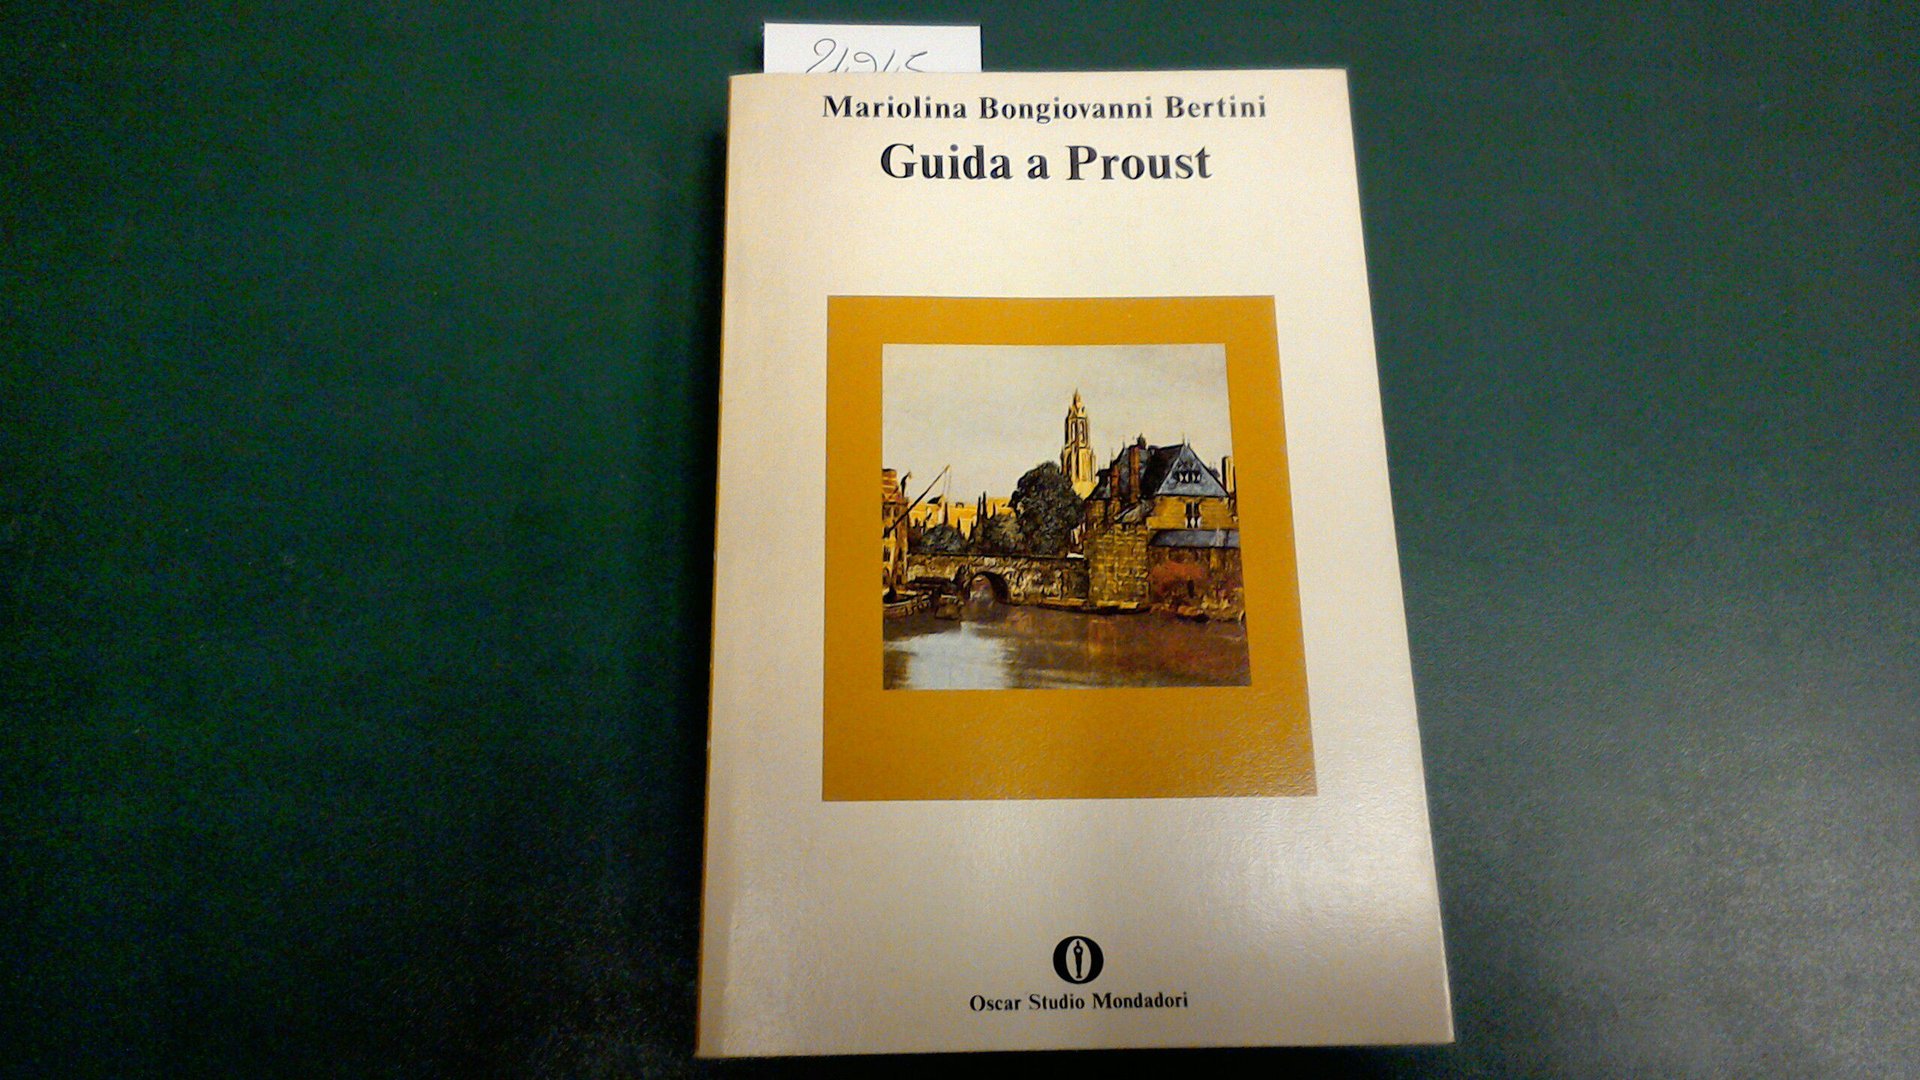 Mariolina Bongiovanni Bertini
Guida a Proust
Oscar Studio Mondadori